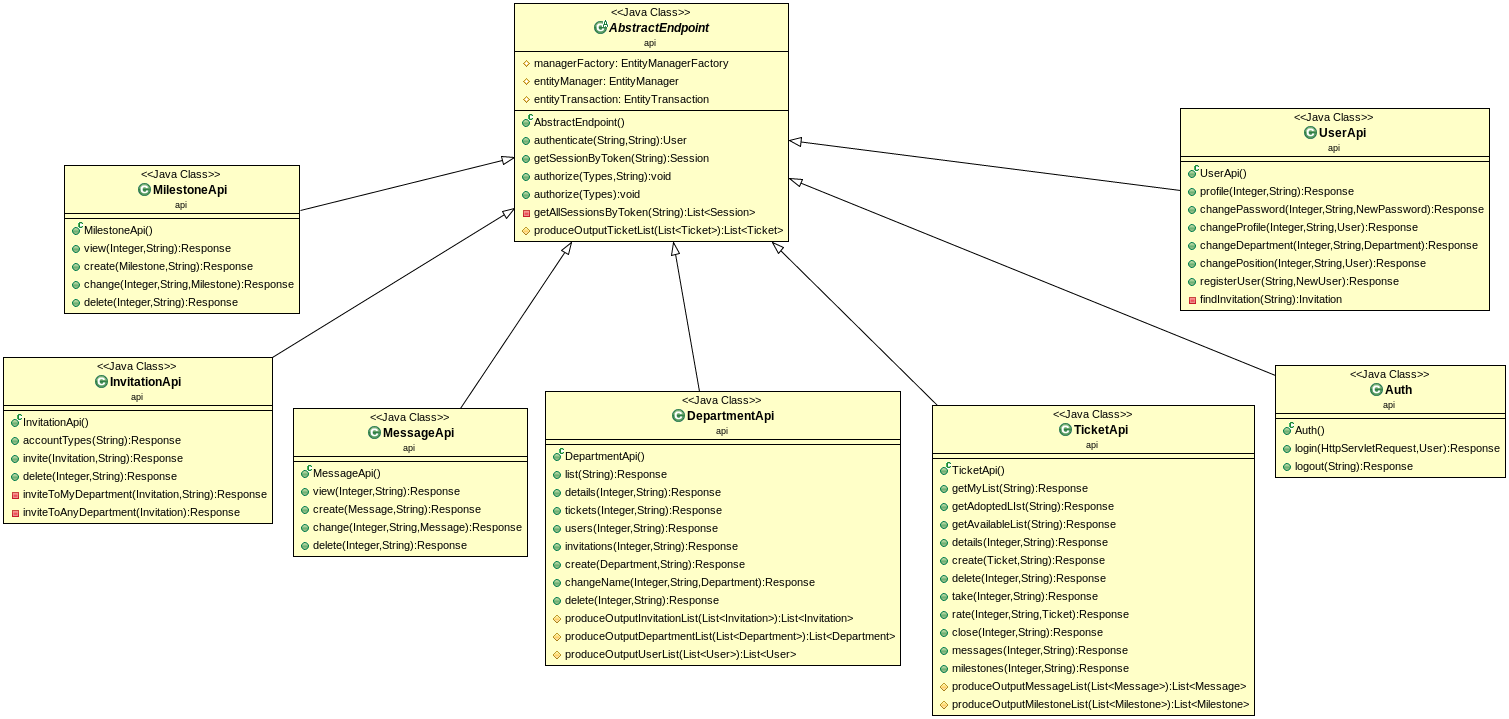 <<Java Class>>
AbstractEndpoint
api
managerFactory: EntityManagerFactory
entityManager: EntityManager
entityTransaction: EntityTransaction
AbstractEndpoint()
authenticate(String,String):User
getSessionByToken(String):Session
authorize(Types,String):void
authorize(Types):void
getAllSessionsByToken(String):List<Session>
produceOutputTicketList(List<Ticket>):List<Ticket>
<<Java Class>>
UserApi
api
UserApi()
profile(Integer,String):Response
changePassword(Integer,String,NewPassword):Response
changeProfile(Integer,String,User):Response
changeDepartment(Integer,String,Department):Response
changePosition(Integer,String,User):Response
registerUser(String,NewUser):Response
findInvitation(String):Invitation
<<Java Class>>
MilestoneApi
api
MilestoneApi()
view(Integer,String):Response
create(Milestone,String):Response
change(Integer,String,Milestone):Response
delete(Integer,String):Response
<<Java Class>>
InvitationApi
api
InvitationApi()
accountTypes(String):Response
invite(Invitation,String):Response
delete(Integer,String):Response
inviteToMyDepartment(Invitation,String):Response
inviteToAnyDepartment(Invitation):Response
<<Java Class>>
MessageApi
api
MessageApi()
view(Integer,String):Response
create(Message,String):Response
change(Integer,String,Message):Response
delete(Integer,String):Response
<<Java Class>>
DepartmentApi
api
DepartmentApi()
list(String):Response
details(Integer,String):Response
tickets(Integer,String):Response
users(Integer,String):Response
invitations(Integer,String):Response
create(Department,String):Response
changeName(Integer,String,Department):Response
delete(Integer,String):Response
produceOutputInvitationList(List<Invitation>):List<Invitation>
produceOutputDepartmentList(List<Department>):List<Department>
produceOutputUserList(List<User>):List<User>
<<Java Class>>
TicketApi
api
TicketApi()
getMyList(String):Response
getAdoptedLIst(String):Response
getAvailableList(String):Response
details(Integer,String):Response
create(Ticket,String):Response
delete(Integer,String):Response
take(Integer,String):Response
rate(Integer,String,Ticket):Response
close(Integer,String):Response
messages(Integer,String):Response
milestones(Integer,String):Response
produceOutputMessageList(List<Message>):List<Message>
produceOutputMilestoneList(List<Milestone>):List<Milestone>
<<Java Class>>
Auth
api
Auth()
login(HttpServletRequest,User):Response
logout(String):Response